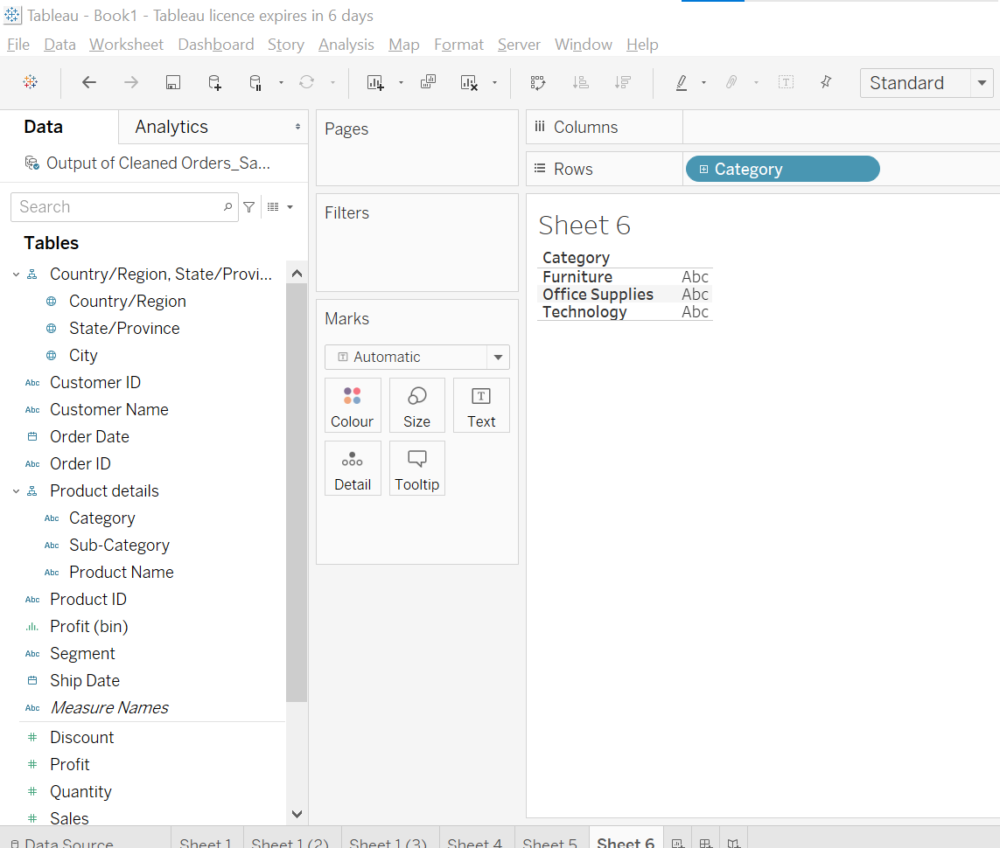 Tableau - Book1 - Tableau licence expires in 6 days
File Data Worksheet Dashboard Story Analysis Map Format Server Window Help
Standard
Data Analytics
Output of Cleaned Orders_Sa...
Search
Tables
Country/Region, State/Provi...
Country/Region
State/Province
City
Abc Customer ID
Abc Customer Name
Order Date
Abc Order ID
Product details
Abc Category
Abc Sub-Category
Abc Product Name
Abc Product ID
Profit (bin)
Abc Segment
Ship Date
Abc Measure Names
# Discount
# Profit
# Quantity
# Sales
Pages
Filters
Marks
T Automatic
Colour Size T Text
Detail Tooltip
iii Columns
Rows Category
Sheet 6
Category
Furniture Abc
Office Supplies Abc
Technology Abc
Data Source Sheet 1 Sheet 1 (2) Sheet 1 (3) Sheet 4 Sheet 5 Sheet 6